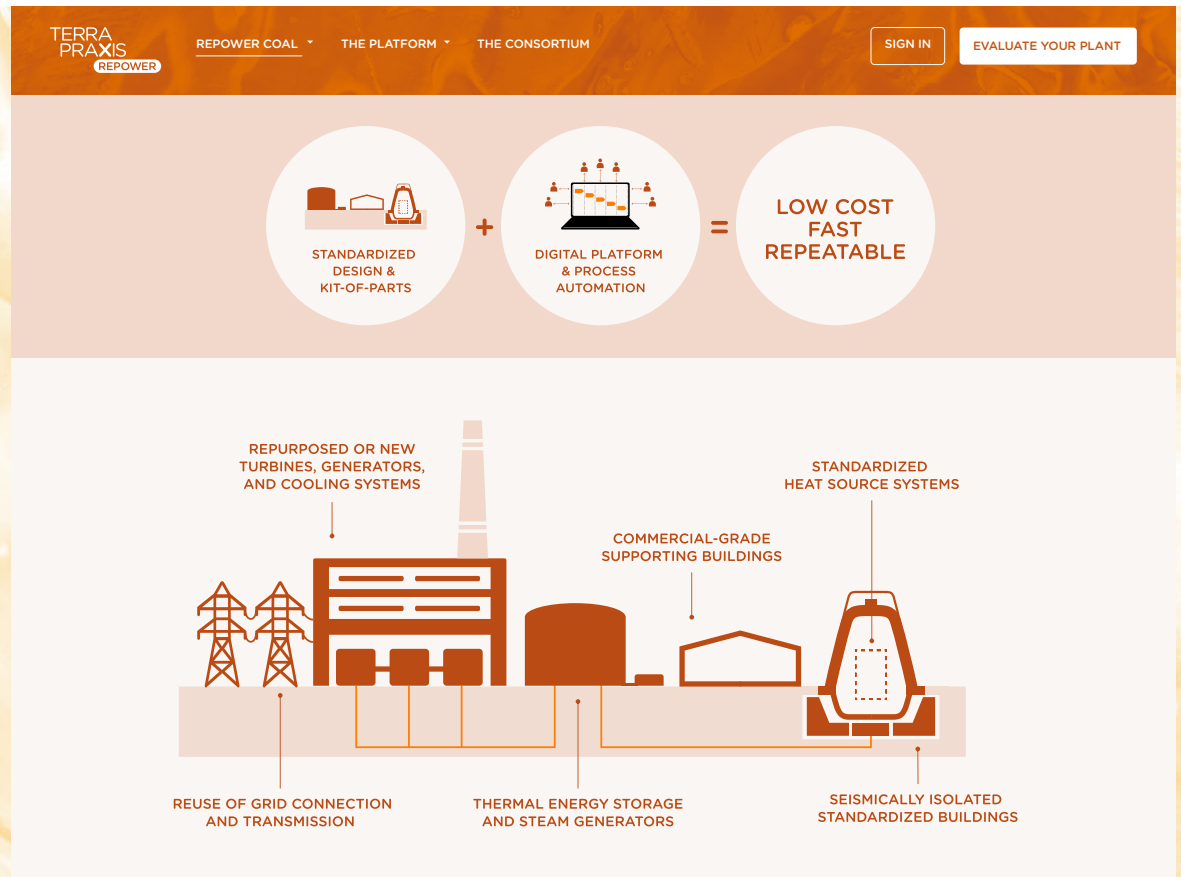 TERRA
PRAXIS
REPOWER
REPOWER COAL
THE PLATFORM
THE CONSORTIUM
SIGN IN
EVALUATE YOUR PLANT
STANDARDIZED
DESIGN &
KIT-OF-PARTS
+
DIGITAL PLATFORM
& PROCESS
AUTOMATION
=
LOW COST
FAST
REPEATABLE
REPURPOSED OR NEW
TURBINES, GENERATORS,
AND COOLING SYSTEMS
STANDARDIZED
HEAT SOURCE SYSTEMS
COMMERCIAL-GRADE
SUPPORTING BUILDINGS
REUSE OF GRID CONNECTION
AND TRANSMISSION
THERMAL ENERGY STORAGE
AND STEAM GENERATORS
SEISMICALLY ISOLATED
STANDARDIZED BUILDINGS